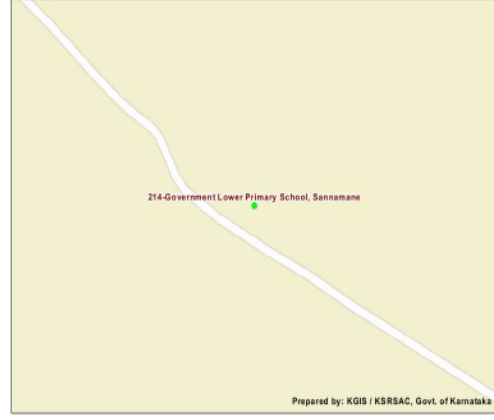 214-Government Lower Primary School, Sannamane
Prepared by: KGIS / KSRSAC, Govt. of Karnataka